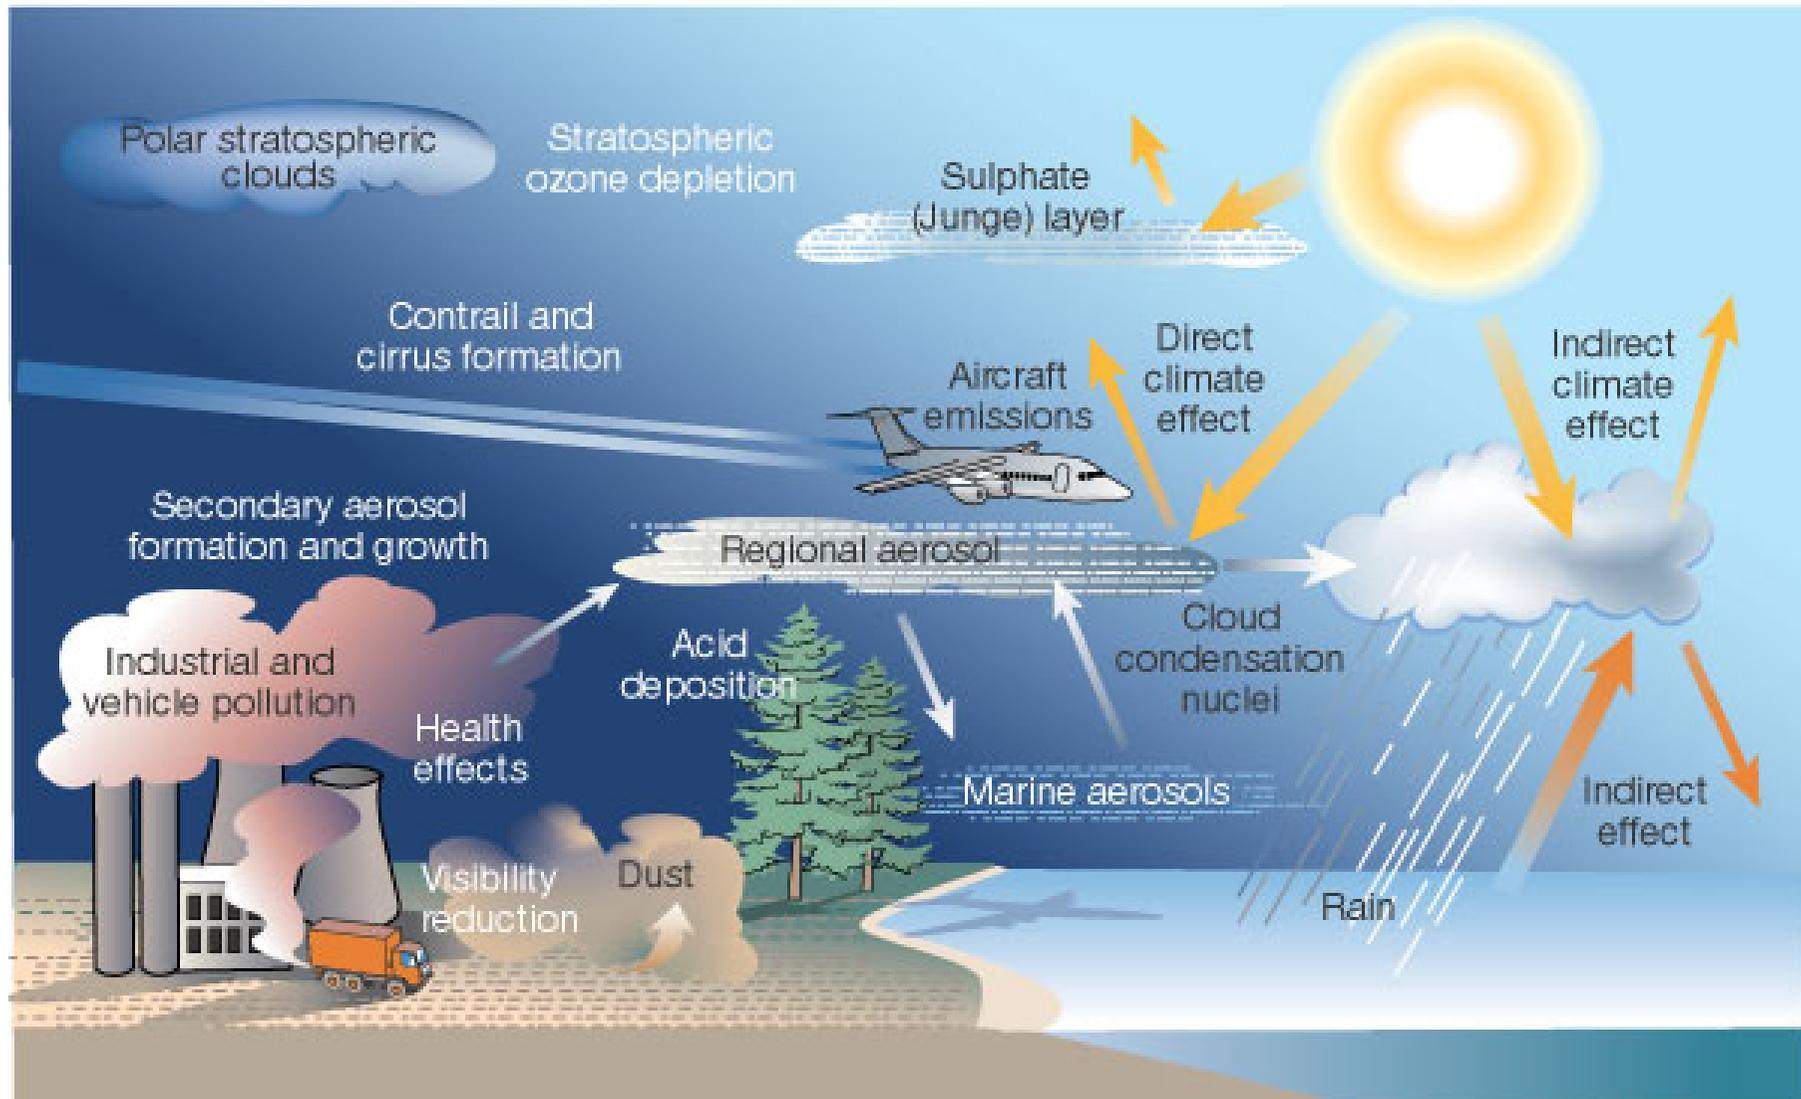 Polar stratospheric
clouds
Stratospheric
ozone depletion
Sulphate
(Junge) layer
Contrail and
cirrus formation
Aircraft
emissions
Direct
climate
effect
Indirect
climate
effect
Secondary aerosol
formation and growth
Regional aerosol
Industrial and
vehicle pollution
Health
effects
Acid
deposition
Cloud
condensation
nuclei
Marine aerosols
Indirect
effect
Visibility
reduction
Dust
Rain